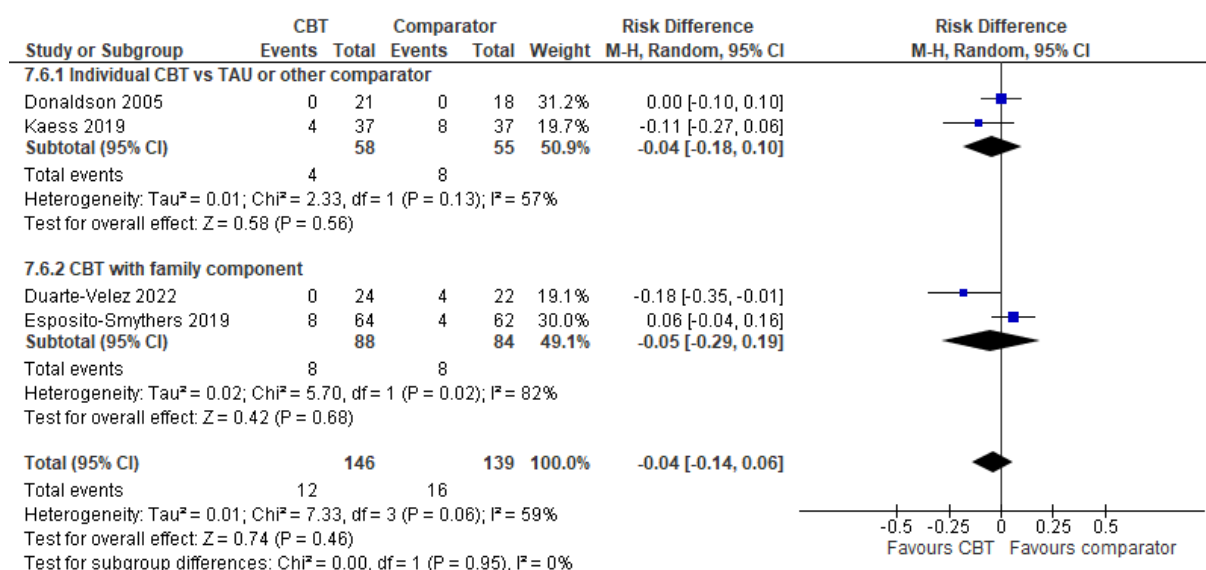 CBT Comparator Risk Difference Risk Difference
Study or Subgroup Events Total Events Total Weight M-H, Random, 95% CI M-H, Random, 95% CI
7.6.1 Individual CBT vs TAU or other comparator
Donaldson 2005 0 21 0 18 31.2% 0.00 [-0.10, 0.10]
Kaess 2019 4 37 8 37 19.7% -0.11 [-0.27, 0.06]
Subtotal (95% CI) 58 55 50.9% -0.04 [-0.18, 0.10]
Total events 4 8
Heterogeneity: Tau² = 0.01; Chi² = 2.33, df = 1 (P = 0.13); I² = 57%
Test for overall effect: Z = 0.58 (P = 0.56)
7.6.2 CBT with family component
Duarte-Velez 2022 0 24 4 22 19.1% -0.18 [-0.35, -0.01]
Esposito-Smythers 2019 8 64 4 62 30.0% 0.06 [-0.04, 0.16]
Subtotal (95% CI) 88 84 49.1% -0.05 [-0.29, 0.19]
Total events 8 8
Heterogeneity: Tau² = 0.02; Chi² = 5.70, df = 1 (P = 0.02); I² = 82%
Test for overall effect: Z = 0.42 (P = 0.68)
Total (95% CI) 146 139 100.0% -0.04 [-0.14, 0.06]
Total events 12 16
Heterogeneity: Tau² = 0.01; Chi² = 7.33, df = 3 (P = 0.06); I² = 59%
Test for overall effect: Z = 0.74 (P = 0.46)
Test for subgroup differences: Chi² = 0.00, df = 1 (P = 0.95), I² = 0%
-0.5 -0.25 0 0.25 0.5
Favours CBT Favours comparator